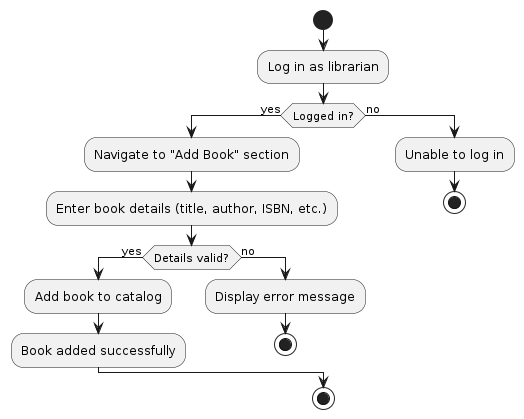 Log in as librarian
yes
Logged in?
no
Navigate to "Add Book" section
Unable to log in
Enter book details (title, author, ISBN, etc.)
yes
Details valid?
no
Add book to catalog
Display error message
Book added successfully